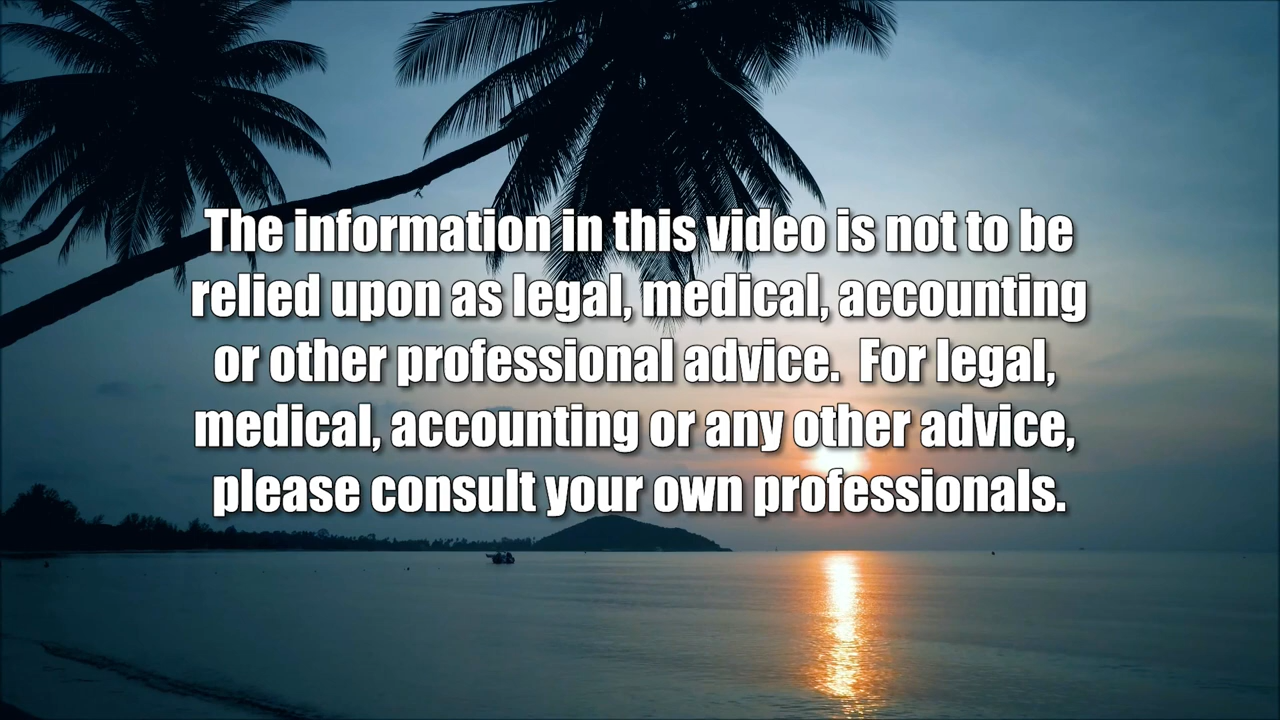 The information in this video is not to be
relied upon as legal, medical, accounting
or other professional advice.  For legal,
medical, accounting or any other advice,
please consult your own professionals.